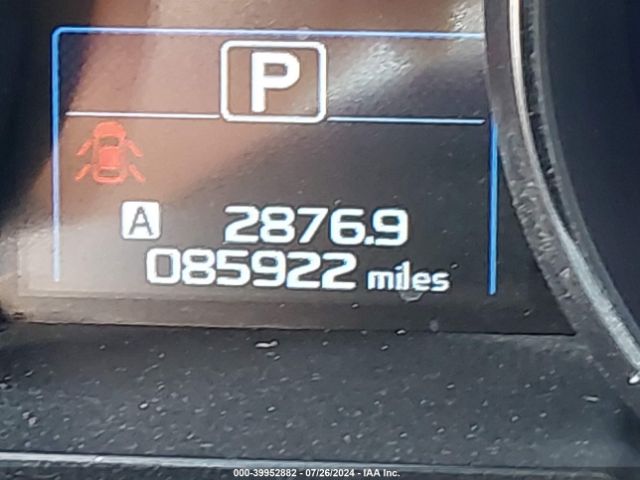 P
A 2876.9
085922 miles
000-39952882 - 07/26/2024 - IAA Inc.